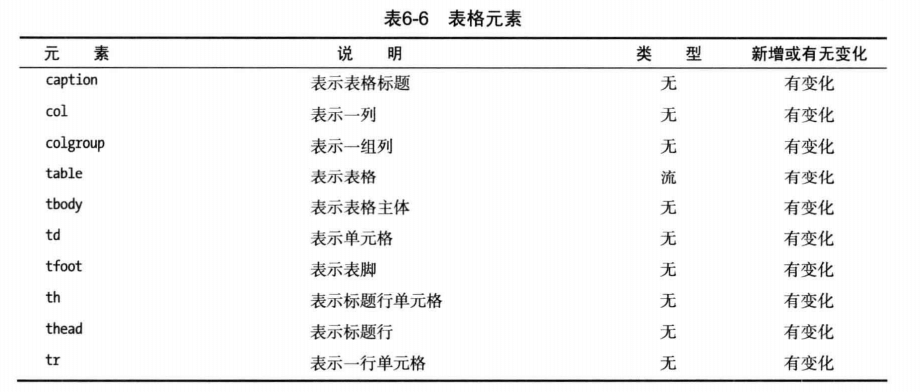 表6-6 表格元素
元 素 说 明 类 型 新增或有无变化
caption 表示表格标题 无 有变化
col 表示一列 无 有变化
colgroup 表示一组列 无 有变化
table 表示表格 流 有变化
tbody 表示表格主体 无 有变化
td 表示单元格 无 有变化
tfoot 表示表脚 无 有变化
th 表示标题行单元格 无 有变化
thead 表示标题行 无 有变化
tr 表示一行单元格 无 有变化